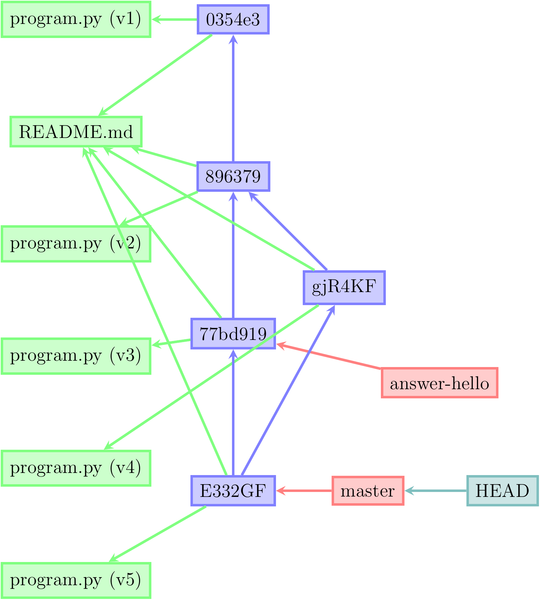 program.py (v1)
0354e3
README.md
896379
program.py (v2)
gjR4KF
77bd919
program.py (v3)
answer-hello
program.py (v4)
E332GF
master
HEAD
program.py (v5)